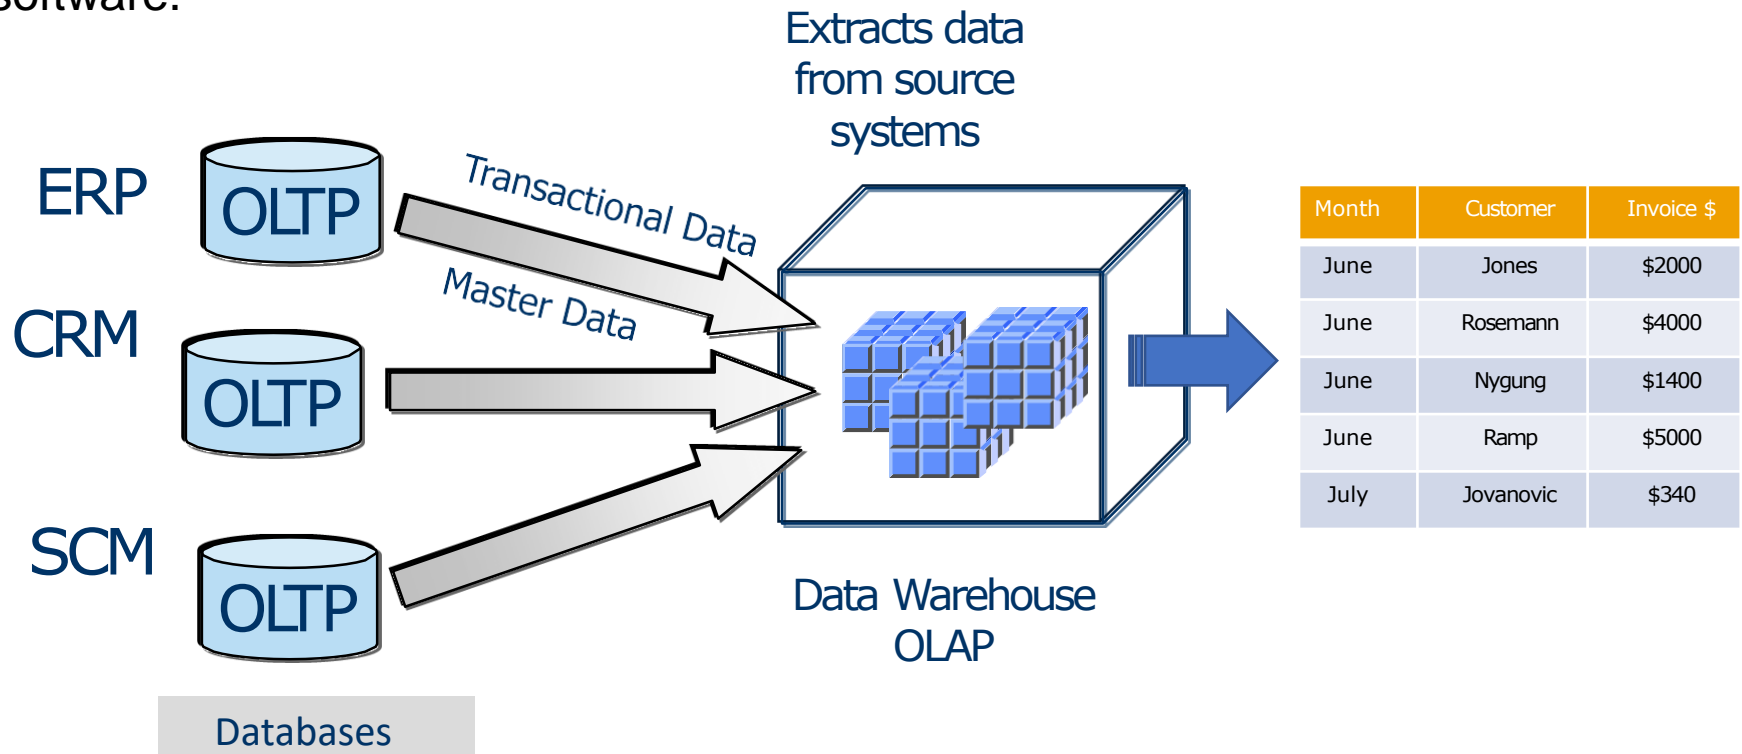 software.
Extracts data
from source
systems
ERP
OLTP
Transactional Data
Master Data
CRM
OLTP
SCM
OLTP
Data Warehouse
OLAP
Databases
Month Customer Invoice $
June Jones $2000
June Rosemann $4000
June Nygung $1400
June Ramp $5000
July Jovanovic $340